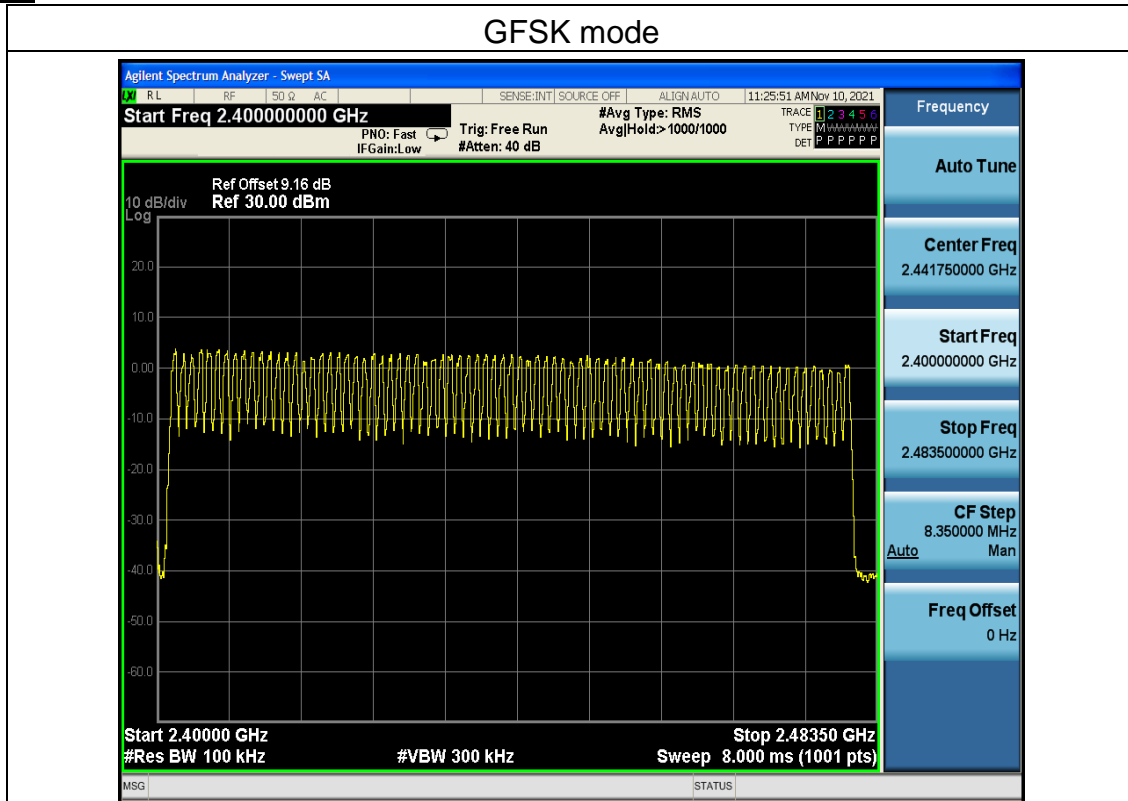 GFSK mode
Agilent Spectrum Analyzer - Swept SA
LXI RL RF 50 Ω AC SENSE:INT SOURCE OFF ALIGN AUTO 11:25:51 AM Nov 10, 2021
Start Freq 2.400000000 GHz
PNO: Fast
IFGain:Low
Trig: Free Run
#Atten: 40 dB
#Avg Type: RMS
Avg|Hold:>1000/1000
TRACE 1 2 3 4 5 6
TYPE M WWWWWW
DET P P P P P P
Frequency
Ref Offset 9.16 dB
10 dB/div Ref 30.00 dBm
Log
20.0
10.0
0.00
-10.0
-20.0
-30.0
-40.0
-50.0
-60.0
Start 2.40000 GHz
Stop 2.48350 GHz
#Res BW 100 kHz
#VBW 300 kHz
Sweep 8.000 ms (1001 pts)
MSG
STATUS
Auto Tune
Center Freq
2.441750000 GHz
Start Freq
2.400000000 GHz
Stop Freq
2.483500000 GHz
CF Step
8.350000 MHz
Auto Man
Freq Offset
0 Hz